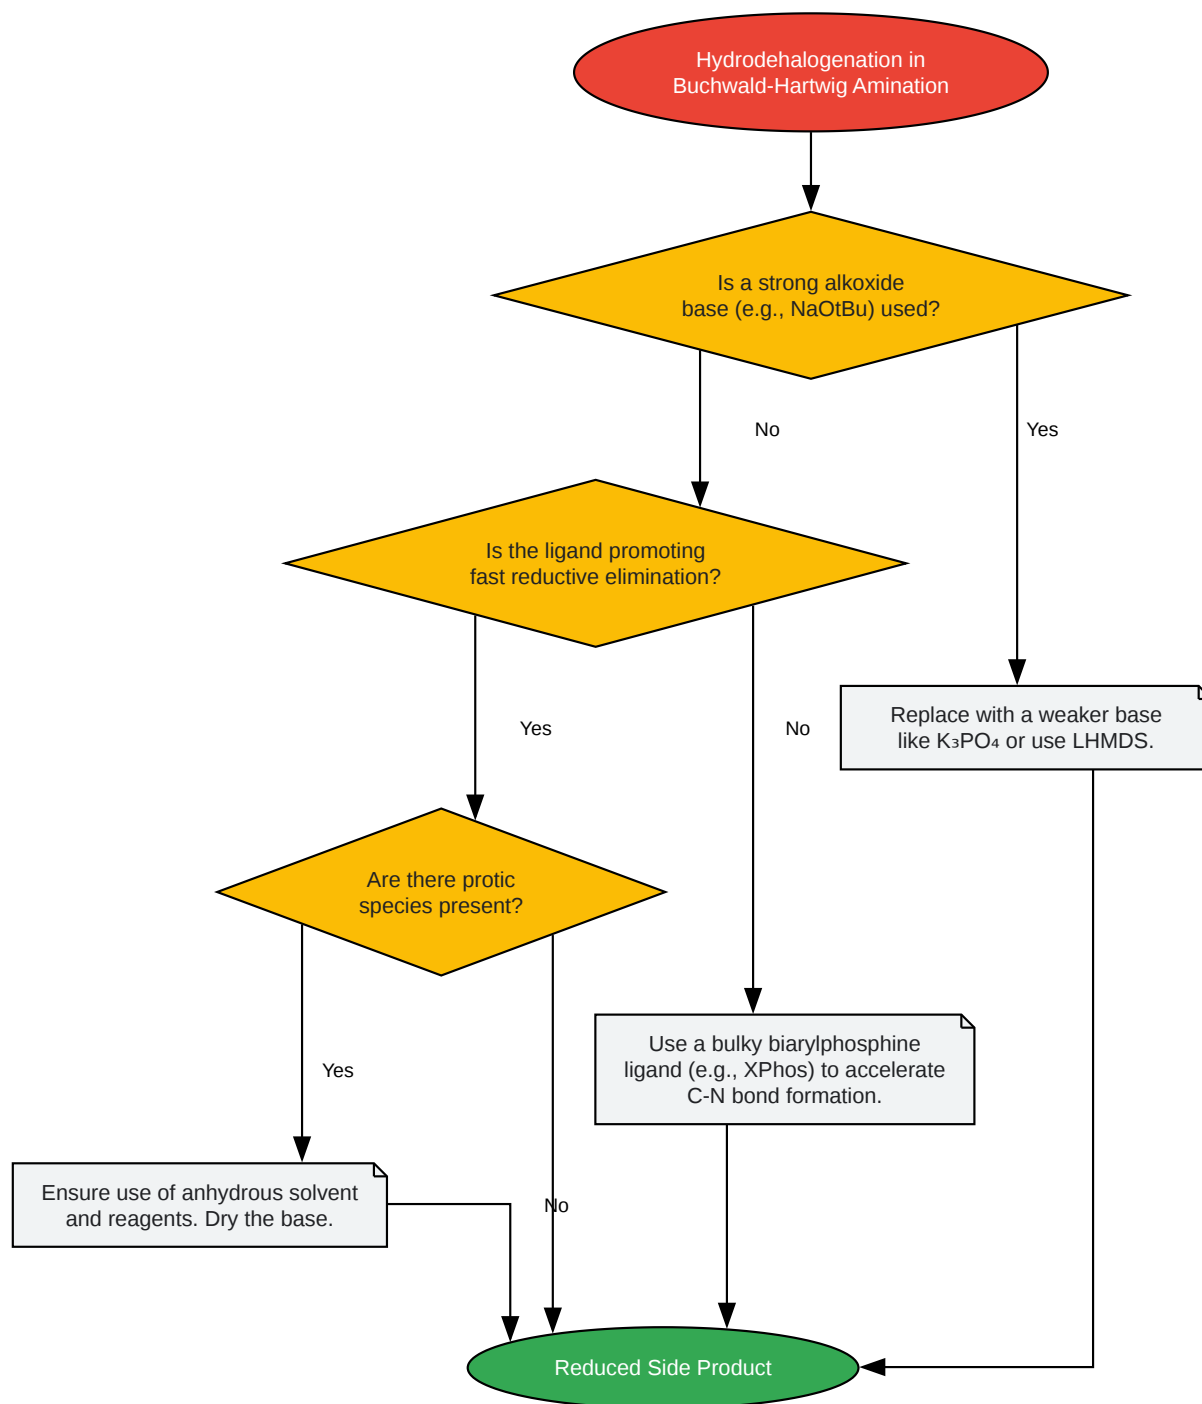 Hydrodehalogenation in
Buchwald-Hartwig Amination
Is a strong alkoxide
base (e.g., NaOtBu) used?
No
Yes
Is the ligand promoting
fast reductive elimination?
Replace with a weaker base
like K₃PO₄ or use LHMDS.
Yes
No
Are there protic
species present?
Use a bulky biarylphosphine
ligand (e.g., XPhos) to accelerate
C-N bond formation.
Yes
Ensure use of anhydrous solvent
and reagents. Dry the base.
No
Reduced Side Product